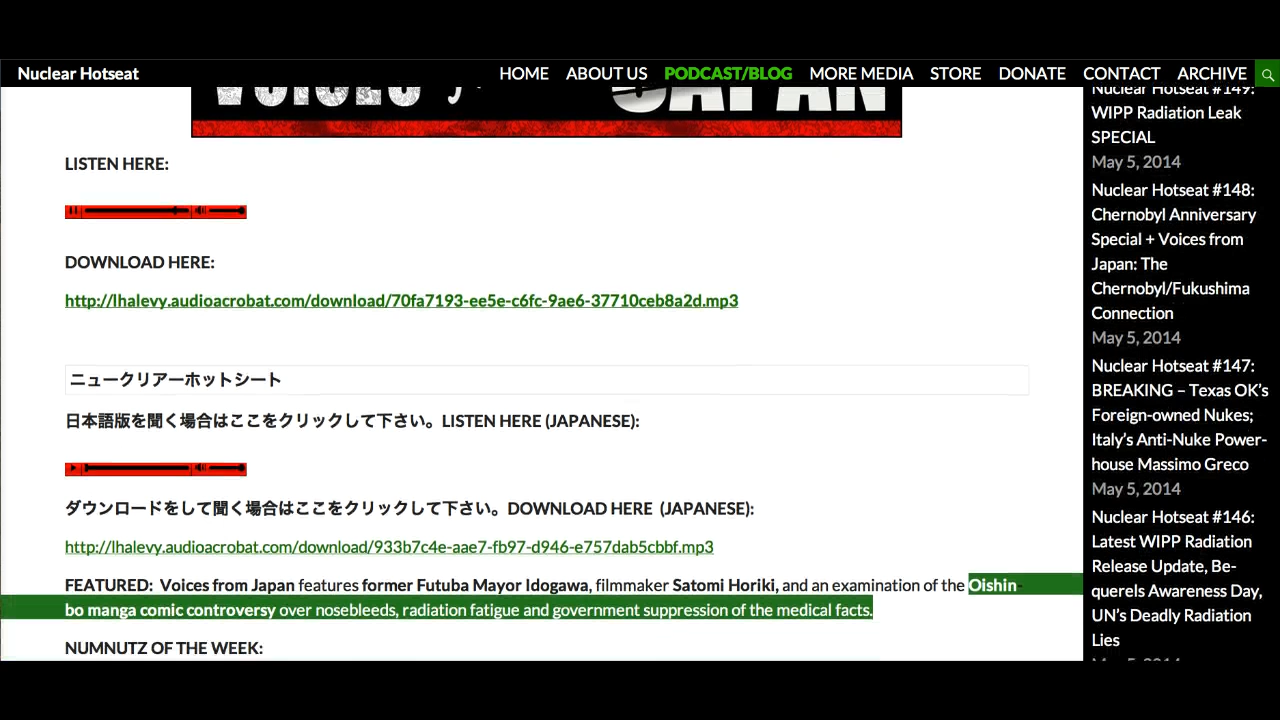 Nuclear Hotseat
HOME ABOUT US PODCAST/BLOG MORE MEDIA STORE DONATE CONTACT ARCHIVE
VOICES JAPAN
LISTEN HERE:
DOWNLOAD HERE:
http://lhalevy.audioacrobat.com/download/70fa7193-ee5e-c6fc-9ae6-37710ceb8a2d.mp3
ニュークリアーホットシート
日本語版を聞く場合はここをクリックして下さい。LISTEN HERE (JAPANESE):
ダウンロードをして聞く場合はここをクリックして下さい。DOWNLOAD HERE (JAPANESE):
http://lhalevy.audioacrobat.com/download/933b7c4e-aae7-fb97-d946-e757dab5cbbf.mp3
FEATURED: Voices from Japan features former Futuba Mayor Idogawa, filmmaker Satomi Horiki, and an examination of the Oishin-
bo manga comic controversy over nosebleeds, radiation fatigue and government suppression of the medical facts.
NUMNUTZ OF THE WEEK:
Nuclear Hotseat #149:
WIPP Radiation Leak
SPECIAL
May 5, 2014
Nuclear Hotseat #148:
Chernobyl Anniversary
Special + Voices from
Japan: The
Chernobyl/Fukushima
Connection
May 5, 2014
Nuclear Hotseat #147:
BREAKING – Texas OK's
Foreign-owned Nukes;
Italy's Anti-Nuke Power-
house Massimo Greco
May 5, 2014
Nuclear Hotseat #146:
Latest WIPP Radiation
Release Update, Be-
querels Awareness Day,
UN's Deadly Radiation
Lies